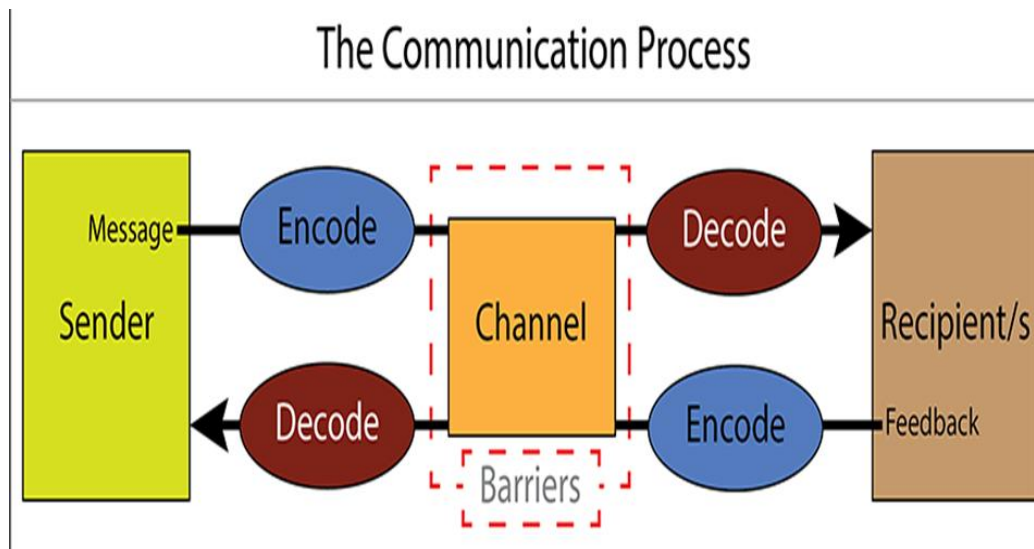 The Communication Process
Message
Encode
Decode
Sender
Channel
Recipient/s
Decode
Encode
Feedback
Barriers